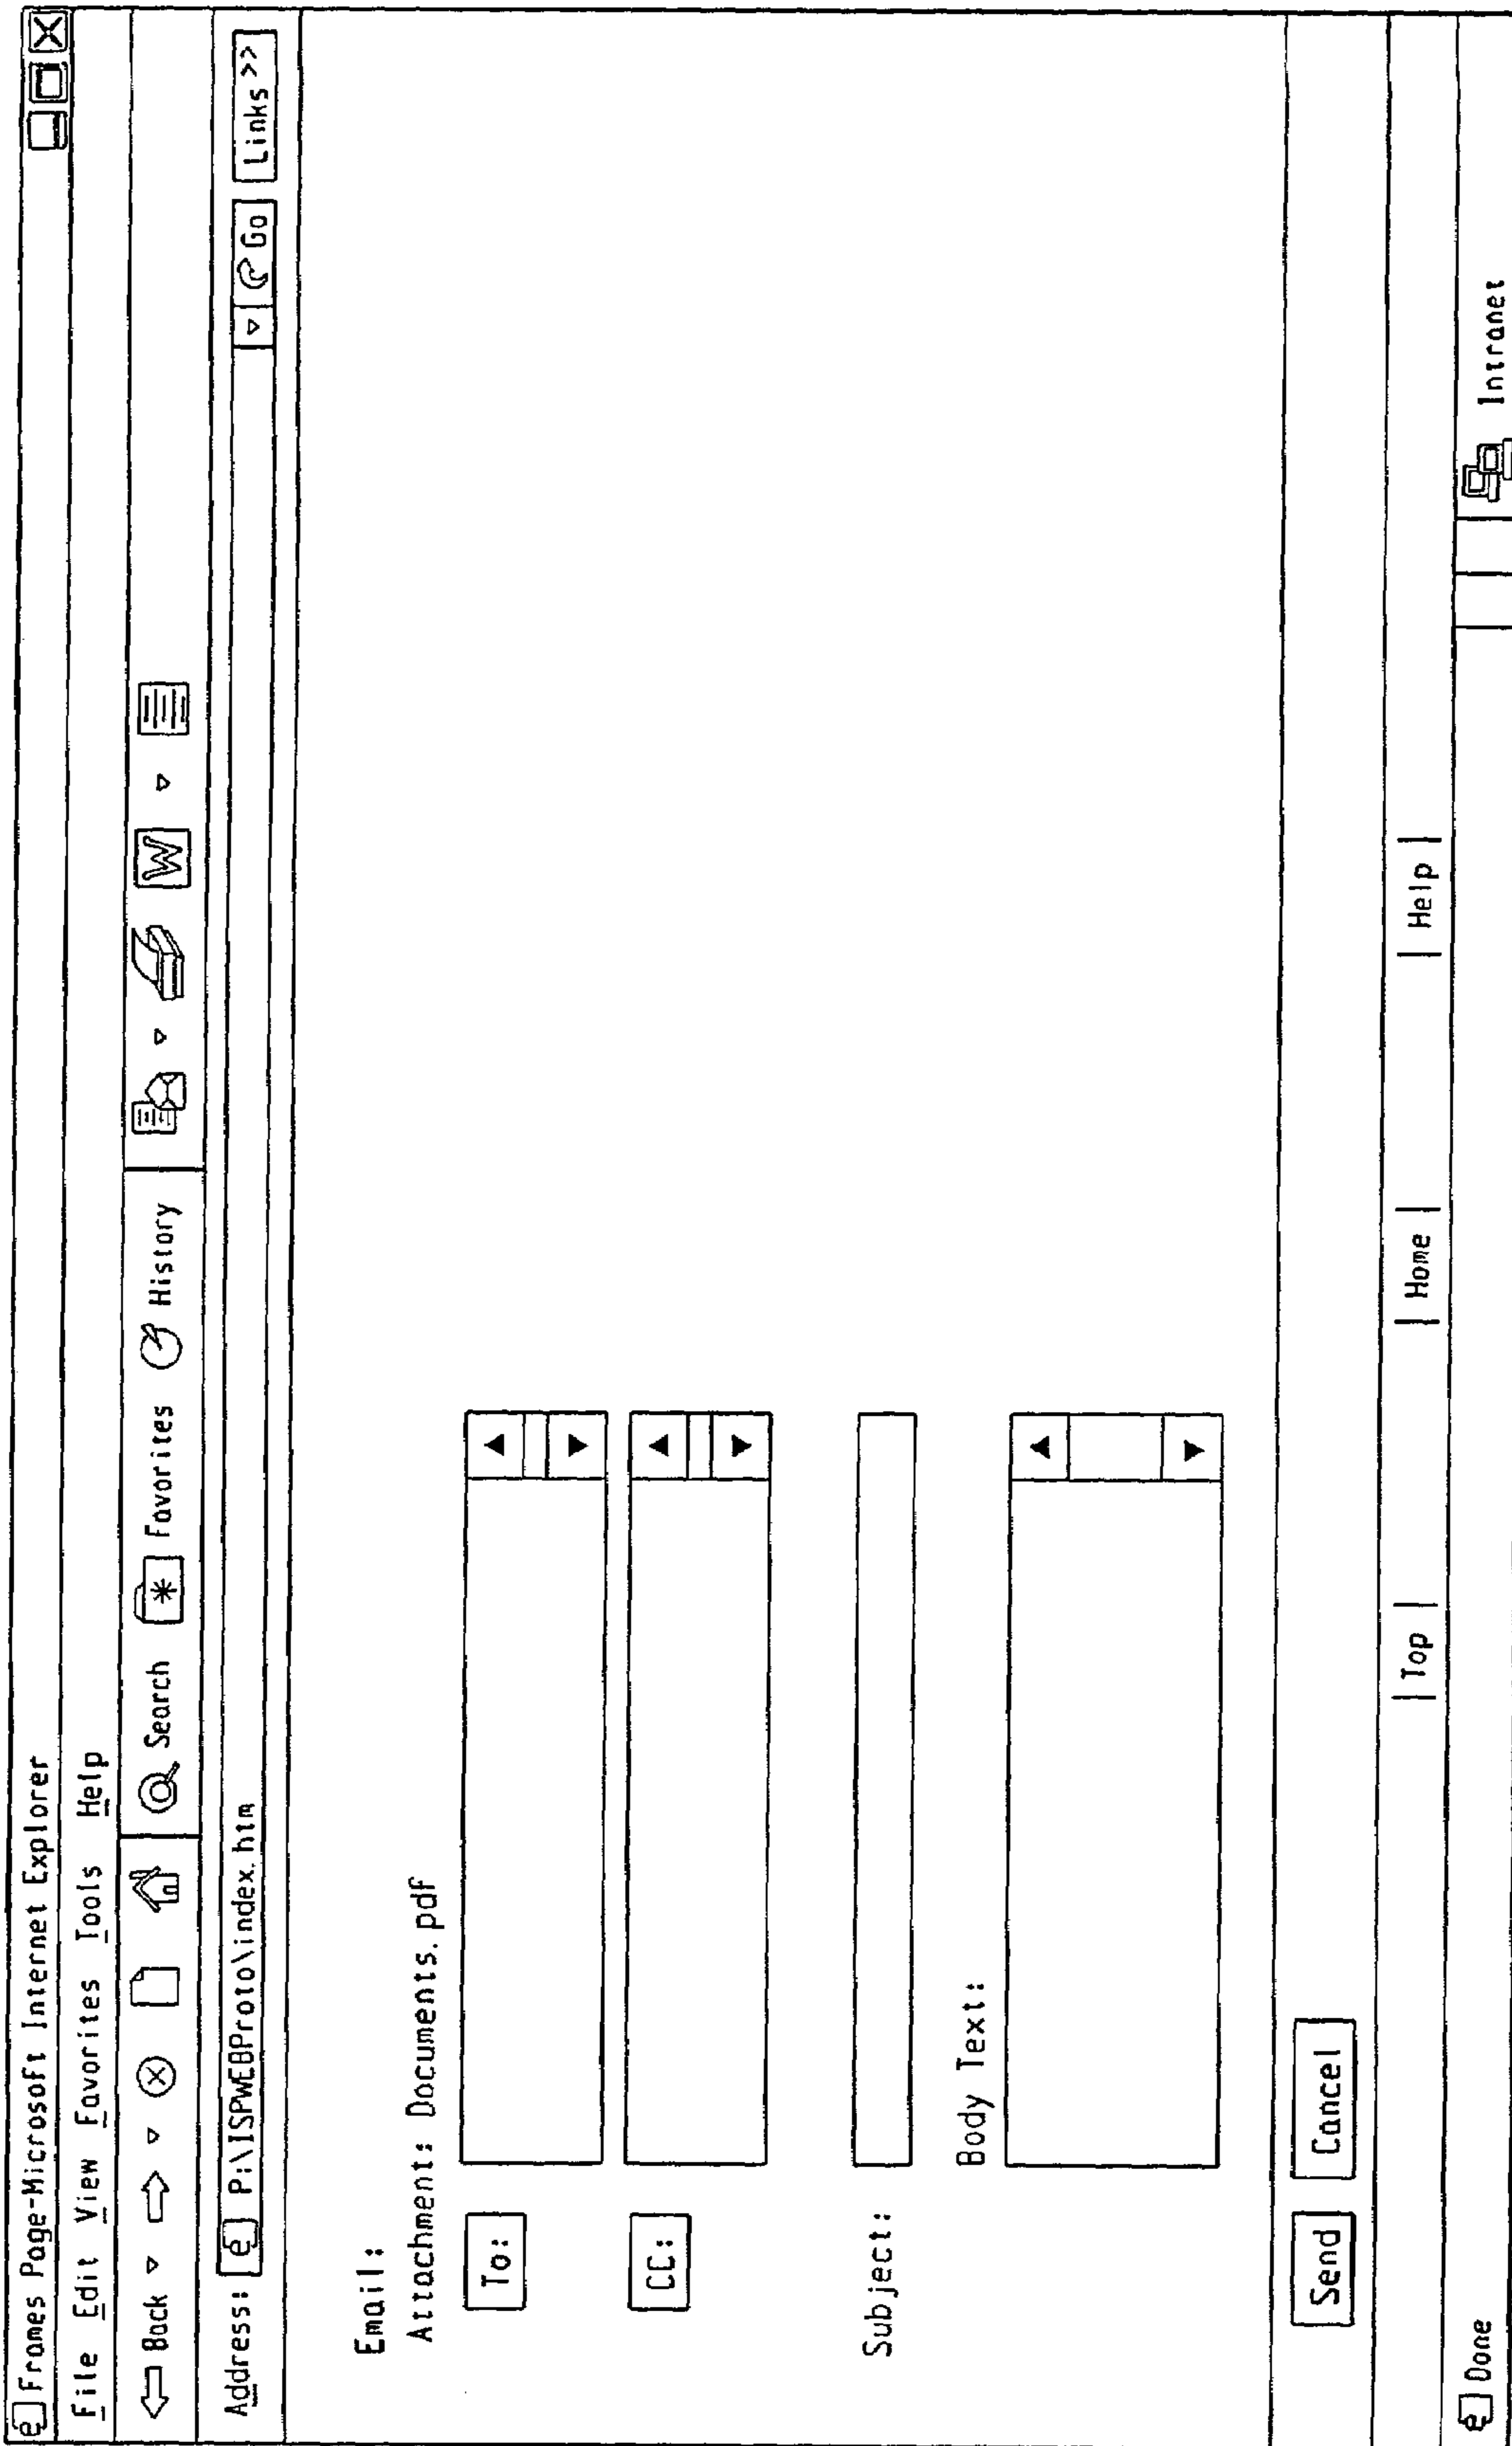 Frames Page-Microsoft Internet Explorer
File Edit View Favorites Tools Help
Back Search Favorites History
Address: P:\ISPWEBProto\index.htm Go Links >>
Email:
Attachment: Documents.pdf
To:
CC:
Subject:
Body Text:
Send Cancel
Top Home Help
Done Intranet